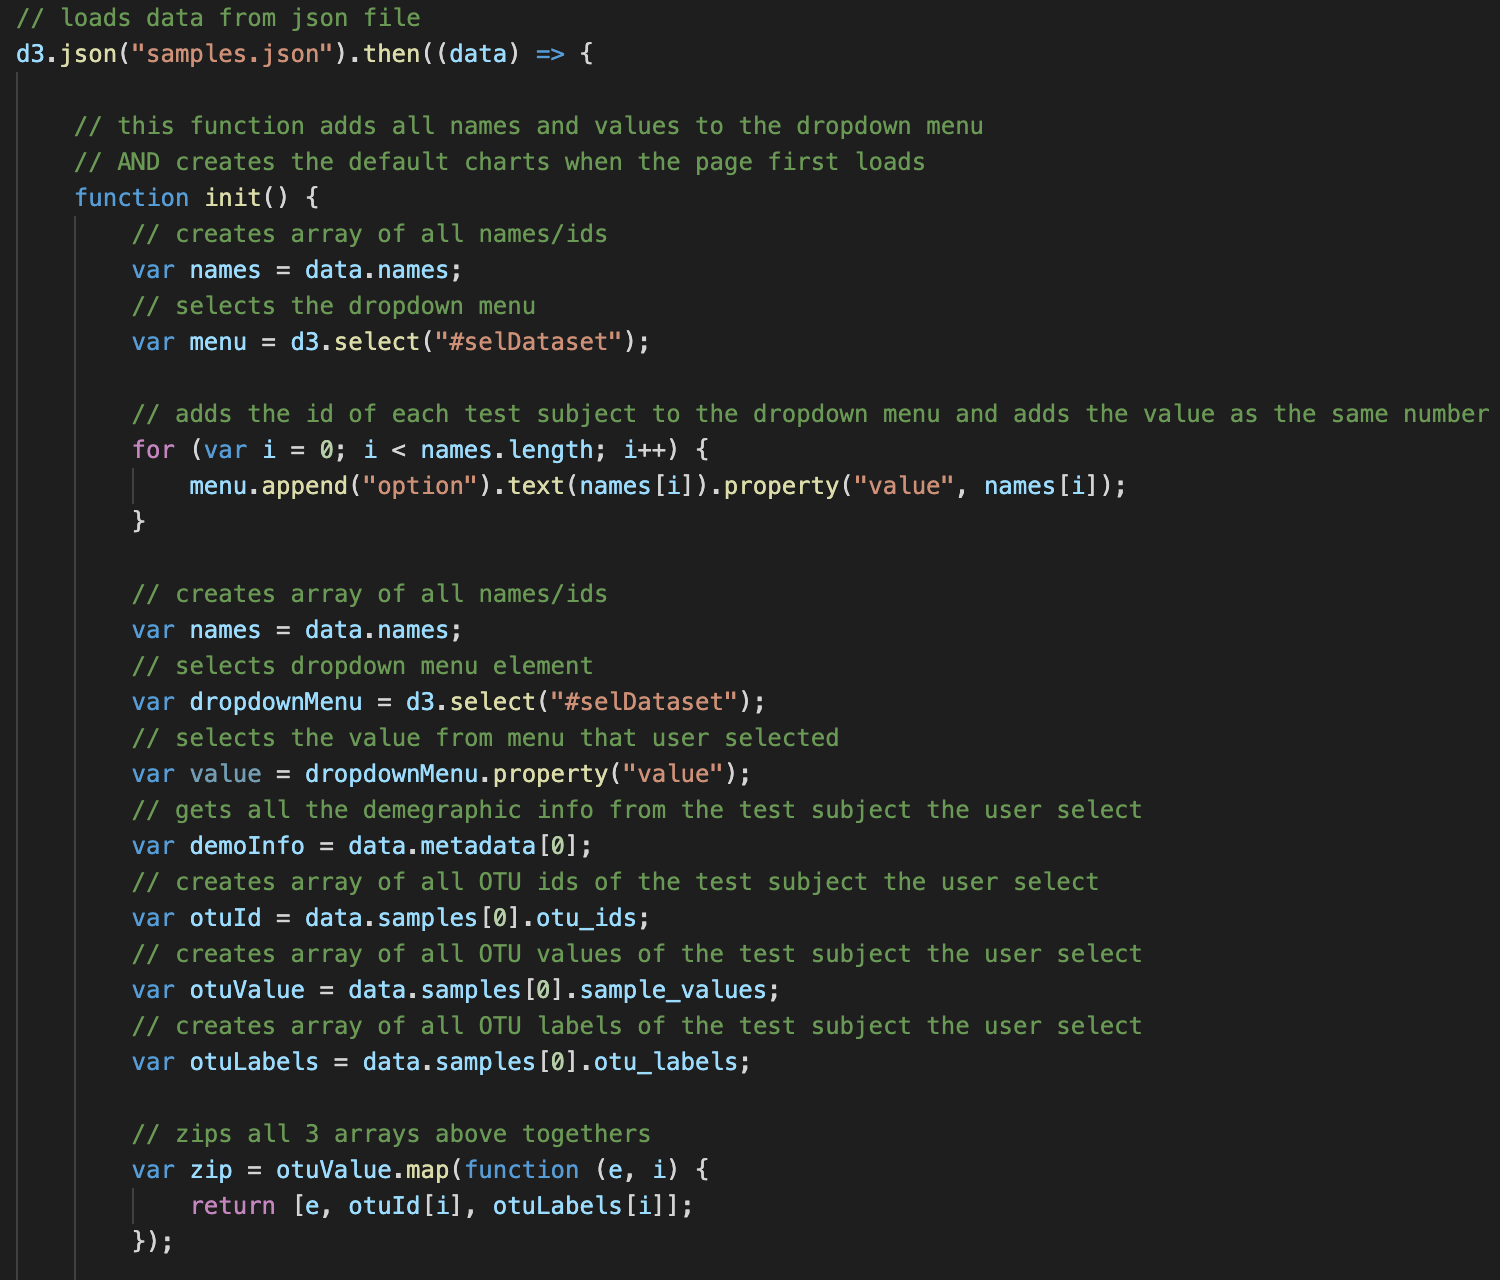 // loads data from json file
d3.json("samples.json").then((data) => {
// this function adds all names and values to the dropdown menu
// AND creates the default charts when the page first loads
function init() {
// creates array of all names/ids
var names = data.names;
// selects the dropdown menu
var menu = d3.select("#selDataset");
// adds the id of each test subject to the dropdown menu and adds the value as the same number
for (var i = 0; i < names.length; i++) {
menu.append("option").text(names[i]).property("value", names[i]);
}
// creates array of all names/ids
var names = data.names;
// selects dropdown menu element
var dropdownMenu = d3.select("#selDataset");
// selects the value from menu that user selected
var value = dropdownMenu.property("value");
// gets all the demegraphic info from the test subject the user select
var demoInfo = data.metadata[0];
// creates array of all OTU ids of the test subject the user select
var otuId = data.samples[0].otu_ids;
// creates array of all OTU values of the test subject the user select
var otuValue = data.samples[0].sample_values;
// creates array of all OTU labels of the test subject the user select
var otuLabels = data.samples[0].otu_labels;
// zips all 3 arrays above togethers
var zip = otuValue.map(function (e, i) {
return [e, otuId[i], otuLabels[i]];
});